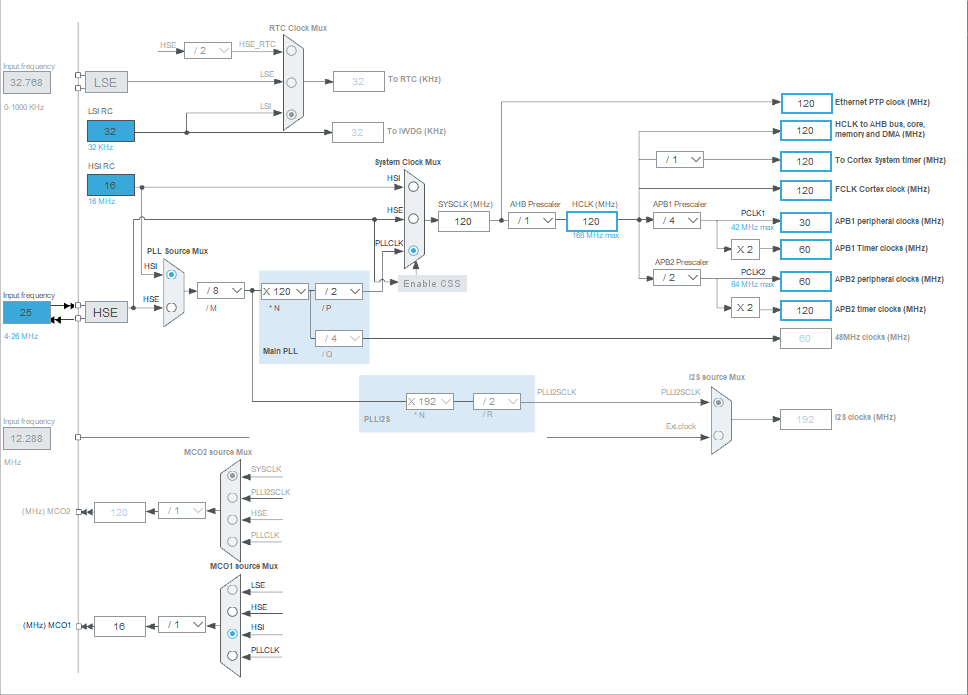 RTC Clock Mux
HSE
/ 2
HSE_RTC
Input frequency
32.768
0-1000 KHz
LSE
LSE
32
To RTC (KHz)
LSI RC
LSI
32
32 KHz
32
To IWDG (KHz)
HSI RC
16
16 MHz
System Clock Mux
HSI
HSE
PLLCLK
SYSCLK (MHz)
120
AHB Prescaler
/ 1
HCLK (MHz)
120
168 MHz max
120
Ethernet PTP clock (MHz)
120
HCLK to AHB bus, core,
memory and DMA (MHz)
/ 1
120
To Cortex System timer (MHz)
120
FCLK Cortex clock (MHz)
APB1 Prescaler
/ 4
PCLK1
42 MHz max
30
APB1 peripheral clocks (MHz)
X 2
60
APB1 Timer clocks (MHz)
APB2 Prescaler
/ 2
PCLK2
84 MHz max
60
APB2 peripheral clocks (MHz)
X 2
120
APB2 timer clocks (MHz)
60
48MHz clocks (MHz)
Enable CSS
PLL Source Mux
HSI
HSE
Input frequency
25
4-26 MHz
HSE
/ 8
/ M
X 120
* N
/ 2
/ P
/ 4
/ Q
Main PLL
X 192
* N
/ 2
/ R
PLLI2S
PLLI2SCLK
I2S source Mux
PLLI2SCLK
Ext.clock
192
I2S clocks (MHz)
Input frequency
12.288
MHz
MCO2 source Mux
SYSCLK
PLLI2SCLK
HSE
PLLCLK
(MHz) MCO2
120
/ 1
MCO1 source Mux
LSE
HSE
HSI
PLLCLK
(MHz) MCO1
16
/ 1